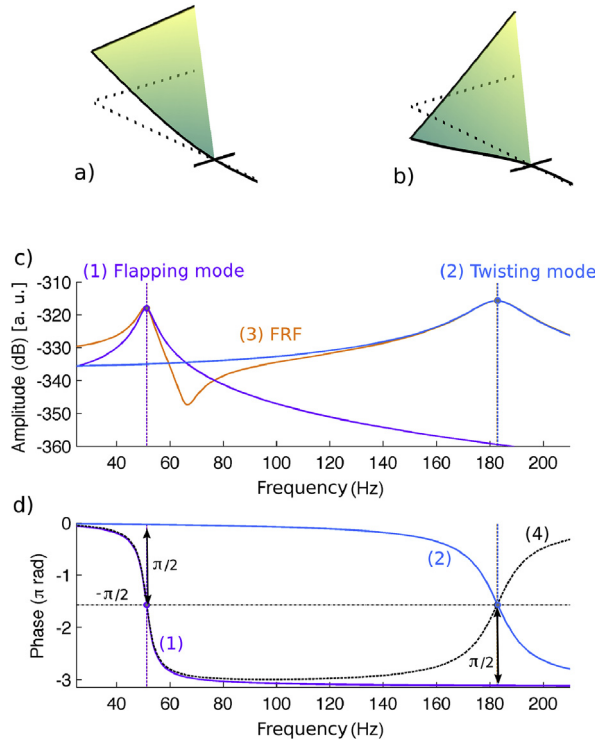 a)
b)
c)
(1) Flapping mode
(2) Twisting mode
-310
-320
-330
-340
-350
-360
Amplitude (dB) [a. u.]
(3) FRF
40 60 80 100 120 140 160 180 200
Frequency (Hz)
d)
0
-1
-2
-3
Phase (π rad)
π/2
-π/2
(1)
(2)
(4)
π/2
40 60 80 100 120 140 160 180 200
Frequency (Hz)